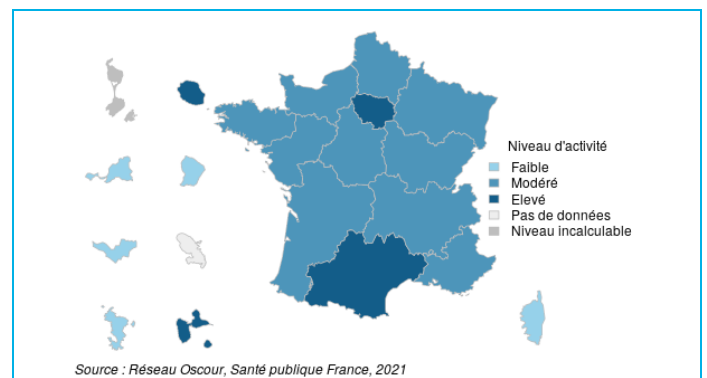 Niveau d'activité
Faible
Modéré
Elevé
Pas de données
Niveau incalculable
Source : Réseau Oscour, Santé publique France, 2021